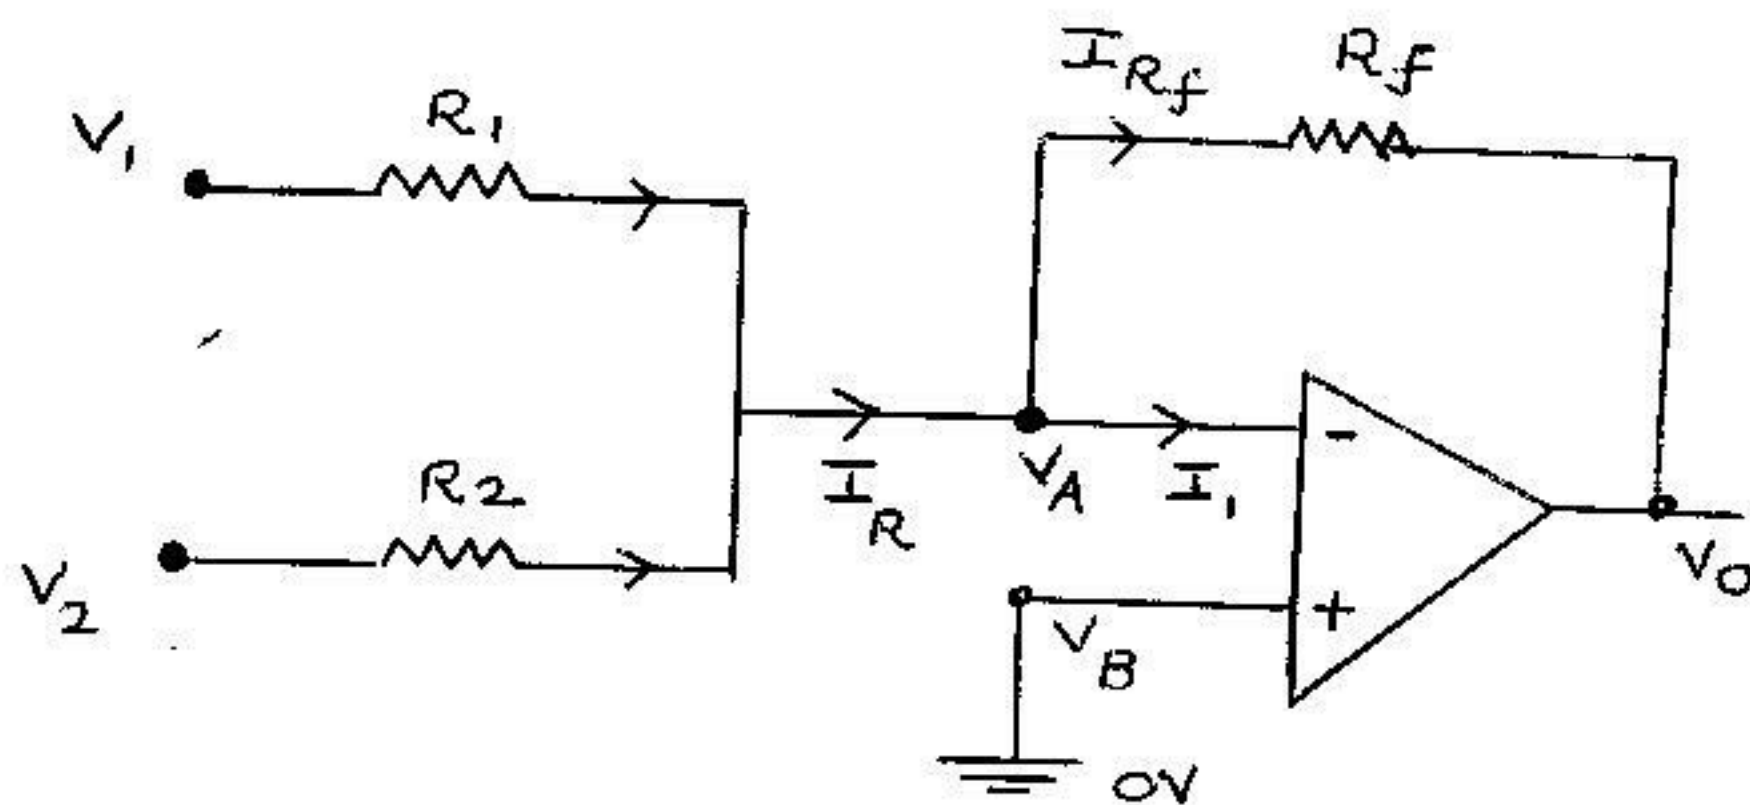 I_Rf R_f
V_1 R_1
R_2 I_R V_A I_1 -
V_2 V_B + V_O
0V